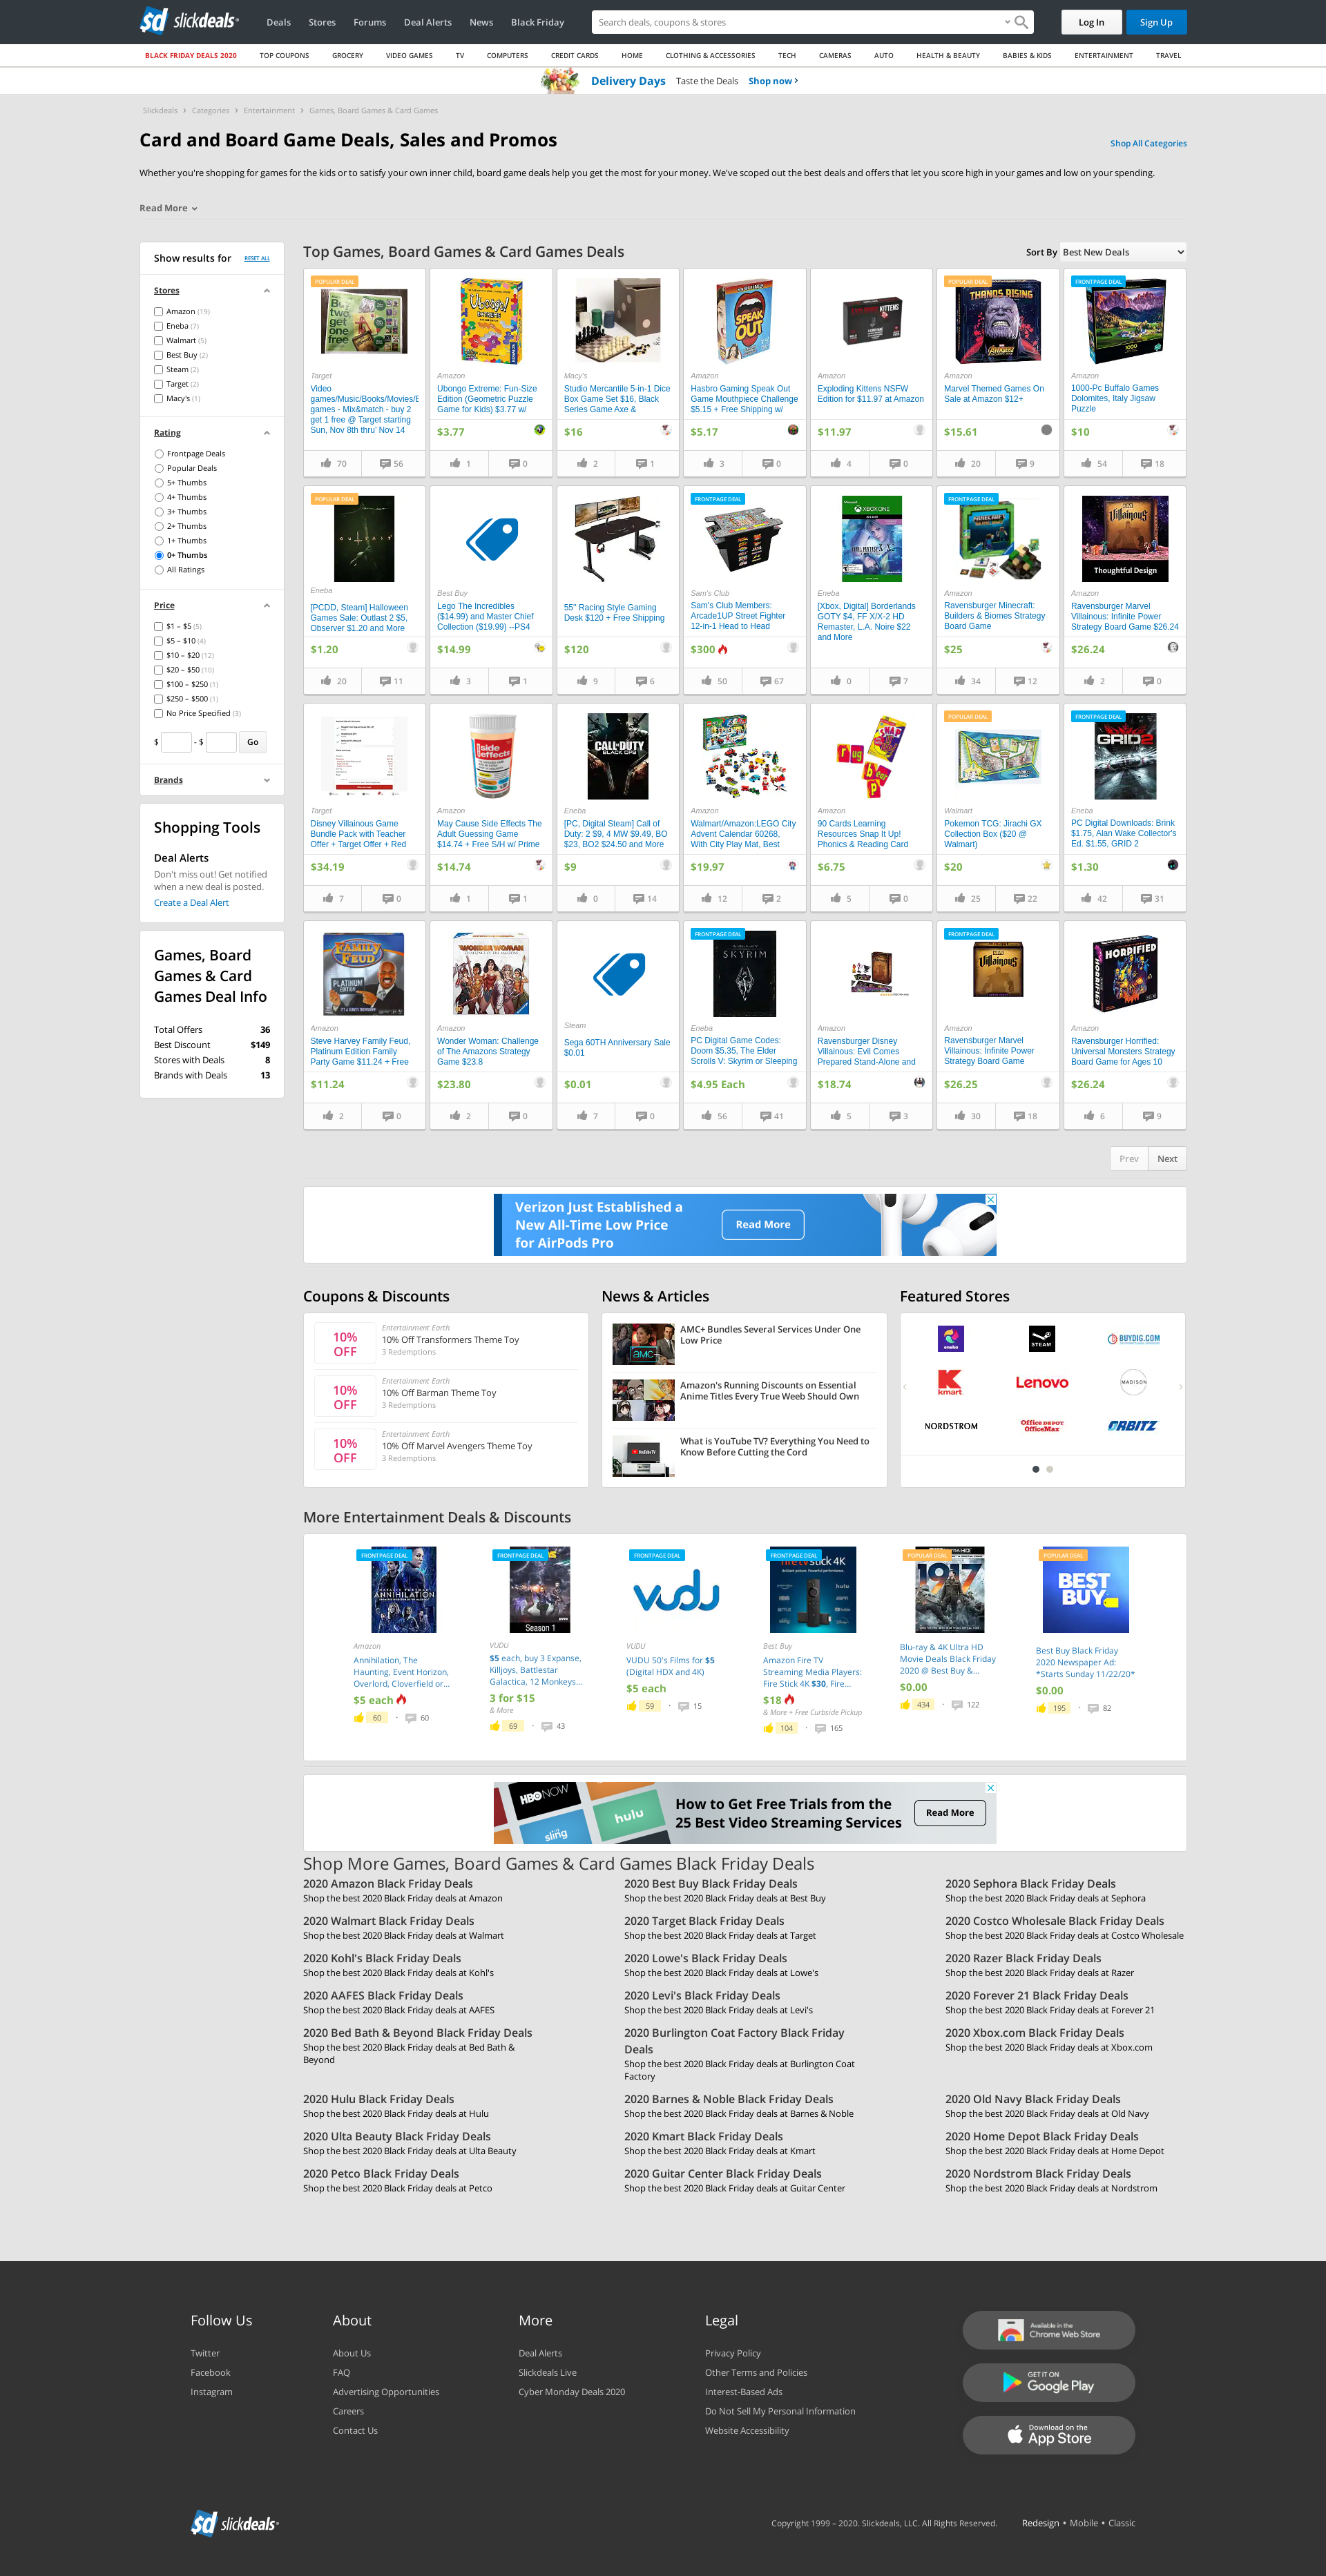 slickdeals
Deals
Stores
Forums
Deal Alerts
News
Black Friday
Search deals, coupons & stores
Log In
Sign Up
BLACK FRIDAY DEALS 2020
TOP COUPONS
GROCERY
VIDEO GAMES
TV
COMPUTERS
CREDIT CARDS
HOME
CLOTHING & ACCESSORIES
TECH
CAMERAS
AUTO
HEALTH & BEAUTY
BABIES & KIDS
ENTERTAINMENT
TRAVEL
Delivery Days Taste the Deals Shop now
Slickdeals > Categories > Entertainment > Games, Board Games & Card Games
Card and Board Game Deals, Sales and Promos
Shop All Categories
Whether you're shopping for games for the kids or to satisfy your own inner child, board game deals help you get the most for your money. We've scoped out the best deals and offers that let you score high in your games and low on your spending.
Read More
Show results for RESET ALL
Stores
Amazon (19)
Eneba (7)
Walmart (5)
Best Buy (2)
Steam (2)
Target (2)
Macy's (1)
Rating
Frontpage Deals
Popular Deals
5+ Thumbs
4+ Thumbs
3+ Thumbs
2+ Thumbs
1+ Thumbs
0+ Thumbs
All Ratings
Price
$1 – $5 (5)
$5 – $10 (4)
$10 – $20 (12)
$20 – $50 (10)
$100 – $250 (1)
$250 – $500 (1)
No Price Specified (3)
$ - $ Go
Brands
Shopping Tools
Deal Alerts
Don't miss out! Get notified
when a new deal is posted.
Create a Deal Alert
Games, Board
Games & Card
Games Deal Info
Total Offers 36
Best Discount $149
Stores with Deals 8
Brands with Deals 13
Top Games, Board Games & Card Games Deals
Sort By Best New Deals
POPULAR DEAL
Target
Video
games/Music/Books/Movies/E
games - Mix&match - buy 2
get 1 free @ Target starting
Sun, Nov 8th thru' Nov 14
70 56
Amazon
Ubongo Extreme: Fun-Size
Edition (Geometric Puzzle
Game for Kids) $3.77 w/
$3.77
1 0
Macy's
Studio Mercantile 5-in-1 Dice
Box Game Set $16, Black
Series Game Axe &
$16
2 1
SPEAK OUT
Amazon
Hasbro Gaming Speak Out
Game Mouthpiece Challenge
$5.15 + Free Shipping w/
$5.17
3 0
KITTENS
Amazon
Exploding Kittens NSFW
Edition for $11.97 at Amazon
$11.97
4 0
POPULAR DEAL
THANOS RISING
Amazon
Marvel Themed Games On
Sale at Amazon $12+
$15.61
20 9
FRONTPAGE DEAL
Amazon
1000-Pc Buffalo Games
Dolomites, Italy Jigsaw
Puzzle
$10
54 18
POPULAR DEAL
OUTLAST
Eneba
[PCDD, Steam] Halloween
Games Sale: Outlast 2 $5,
Observer $1.20 and More
$1.20
20 11
Best Buy
Lego The Incredibles
($14.99) and Master Chief
Collection ($19.99) --PS4
$14.99
3 1
55" Racing Style Gaming
Desk $120 + Free Shipping
$120
9 6
FRONTPAGE DEAL
Sam's Club
Sam's Club Members:
Arcade1UP Street Fighter
12-in-1 Head to Head
$300
50 67
XBOX ONE
Eneba
[Xbox, Digital] Borderlands
GOTY $4, FF X/X-2 HD
Remaster, L.A. Noire $22
and More
0 7
FRONTPAGE DEAL
Amazon
Ravensburger Minecraft:
Builders & Biomes Strategy
Board Game
$25
34 12
Villainous
Thoughtful Design
Amazon
Ravensburger Marvel
Villainous: Infinite Power
Strategy Board Game $26.24
$26.24
2 0
Target
Disney Villainous Game
Bundle Pack with Teacher
Offer + Target Offer + Red
$34.19
7 0
side effects
Amazon
May Cause Side Effects The
Adult Guessing Game
$14.74 + Free S/H w/ Prime
$14.74
1 1
CALL OF DUTY
BLACK OPS
Eneba
[PC, Digital Steam] Call of
Duty: 2 $9, 4 MW $9.49, BO
$23, BO2 $24.50 and More
$9
0 14
Amazon
Walmart/Amazon:LEGO City
Advent Calendar 60268,
With City Play Mat, Best
$19.97
12 2
Amazon
90 Cards Learning
Resources Snap It Up!
Phonics & Reading Card
$6.75
5 0
POPULAR DEAL
Walmart
Pokemon TCG: Jirachi GX
Collection Box ($20 @
Walmart)
$20
25 22
FRONTPAGE DEAL
GRID2
Eneba
PC Digital Downloads: Brink
$1.75, Alan Wake Collector's
Ed. $1.55, GRID 2
$1.30
42 31
FAMILY FEUD
PLATINUM EDITION
Amazon
Steve Harvey Family Feud,
Platinum Edition Family
Party Game $11.24 + Free
$11.24
2 0
WONDER WOMAN
Amazon
Wonder Woman: Challenge
of The Amazons Strategy
Game $23.8
$23.80
2 0
Steam
Sega 60TH Anniversary Sale
$0.01
$0.01
7 0
FRONTPAGE DEAL
SKYRIM
Eneba
PC Digital Game Codes:
Doom $5.35, The Elder
Scrolls V: Skyrim or Sleeping
$4.95 Each
56 41
Amazon
Ravensburger Disney
Villainous: Evil Comes
Prepared Stand-Alone and
$18.74
5 3
FRONTPAGE DEAL
Villainous
Amazon
Ravensburger Marvel
Villainous: Infinite Power
Strategy Board Game
$26.25
30 18
HORRIFIED
Amazon
Ravensburger Horrified:
Universal Monsters Strategy
Board Game for Ages 10
$26.24
6 9
Prev Next
Verizon Just Established a
New All-Time Low Price
for AirPods Pro
Read More
Coupons & Discounts
10%
OFF
Entertainment Earth
10% Off Transformers Theme Toy
3 Redemptions
10%
OFF
Entertainment Earth
10% Off Barman Theme Toy
3 Redemptions
10%
OFF
Entertainment Earth
10% Off Marvel Avengers Theme Toy
3 Redemptions
News & Articles
AMC+
AMC+ Bundles Several Services Under One
Low Price
Amazon's Running Discounts on Essential
Anime Titles Every True Weeb Should Own
YouTube TV
What is YouTube TV? Everything You Need to
Know Before Cutting the Cord
Featured Stores
eneba
STEAM
BUYDIG.COM
kmart
Lenovo
MADISON
NORDSTROM
Office DEPOT
OfficeMax
ORBITZ
More Entertainment Deals & Discounts
FRONTPAGE DEAL
ANNIHILATION
Amazon
Annihilation, The
Haunting, Event Horizon,
Overlord, Cloverfield or...
$5 each
60 · 60
FRONTPAGE DEAL
Season 1
VUDU
$5 each, buy 3 Expanse,
Killjoys, Battlestar
Galactica, 12 Monkeys...
3 for $15
& More
69 · 43
FRONTPAGE DEAL
vudu
VUDU
VUDU 50's Films for $5
(Digital HDX and 4K)
$5 each
59 · 15
FRONTPAGE DEAL
fire tv stick 4K
Best Buy
Amazon Fire TV
Streaming Media Players:
Fire Stick 4K $30, Fire...
$18
& More + Free Curbside Pickup
104 · 165
POPULAR DEAL
1917
Blu-ray & 4K Ultra HD
Movie Deals Black Friday
2020 @ Best Buy &...
$0.00
434 · 122
POPULAR DEAL
BEST
BUY
Best Buy Black Friday
2020 Newspaper Ad:
*Starts Sunday 11/22/20*
$0.00
195 · 82
HBO NOW
hulu
sling
How to Get Free Trials from the
25 Best Video Streaming Services
Read More
Shop More Games, Board Games & Card Games Black Friday Deals
2020 Amazon Black Friday Deals
Shop the best 2020 Black Friday deals at Amazon
2020 Best Buy Black Friday Deals
Shop the best 2020 Black Friday deals at Best Buy
2020 Sephora Black Friday Deals
Shop the best 2020 Black Friday deals at Sephora
2020 Walmart Black Friday Deals
Shop the best 2020 Black Friday deals at Walmart
2020 Target Black Friday Deals
Shop the best 2020 Black Friday deals at Target
2020 Costco Wholesale Black Friday Deals
Shop the best 2020 Black Friday deals at Costco Wholesale
2020 Kohl's Black Friday Deals
Shop the best 2020 Black Friday deals at Kohl's
2020 Lowe's Black Friday Deals
Shop the best 2020 Black Friday deals at Lowe's
2020 Razer Black Friday Deals
Shop the best 2020 Black Friday deals at Razer
2020 AAFES Black Friday Deals
Shop the best 2020 Black Friday deals at AAFES
2020 Levi's Black Friday Deals
Shop the best 2020 Black Friday deals at Levi's
2020 Forever 21 Black Friday Deals
Shop the best 2020 Black Friday deals at Forever 21
2020 Bed Bath & Beyond Black Friday Deals
Shop the best 2020 Black Friday deals at Bed Bath &
Beyond
2020 Burlington Coat Factory Black Friday
Deals
Shop the best 2020 Black Friday deals at Burlington Coat
Factory
2020 Xbox.com Black Friday Deals
Shop the best 2020 Black Friday deals at Xbox.com
2020 Hulu Black Friday Deals
Shop the best 2020 Black Friday deals at Hulu
2020 Barnes & Noble Black Friday Deals
Shop the best 2020 Black Friday deals at Barnes & Noble
2020 Old Navy Black Friday Deals
Shop the best 2020 Black Friday deals at Old Navy
2020 Ulta Beauty Black Friday Deals
Shop the best 2020 Black Friday deals at Ulta Beauty
2020 Kmart Black Friday Deals
Shop the best 2020 Black Friday deals at Kmart
2020 Home Depot Black Friday Deals
Shop the best 2020 Black Friday deals at Home Depot
2020 Petco Black Friday Deals
Shop the best 2020 Black Friday deals at Petco
2020 Guitar Center Black Friday Deals
Shop the best 2020 Black Friday deals at Guitar Center
2020 Nordstrom Black Friday Deals
Shop the best 2020 Black Friday deals at Nordstrom
Follow Us
Twitter
Facebook
Instagram
About
About Us
FAQ
Advertising Opportunities
Careers
Contact Us
More
Deal Alerts
Slickdeals Live
Cyber Monday Deals 2020
Legal
Privacy Policy
Other Terms and Policies
Interest-Based Ads
Do Not Sell My Personal Information
Website Accessibility
Available in the
Chrome Web Store
GET IT ON
Google Play
Download on the
App Store
slickdeals
Copyright 1999 – 2020. Slickdeals, LLC. All Rights Reserved.
Redesign • Mobile • Classic